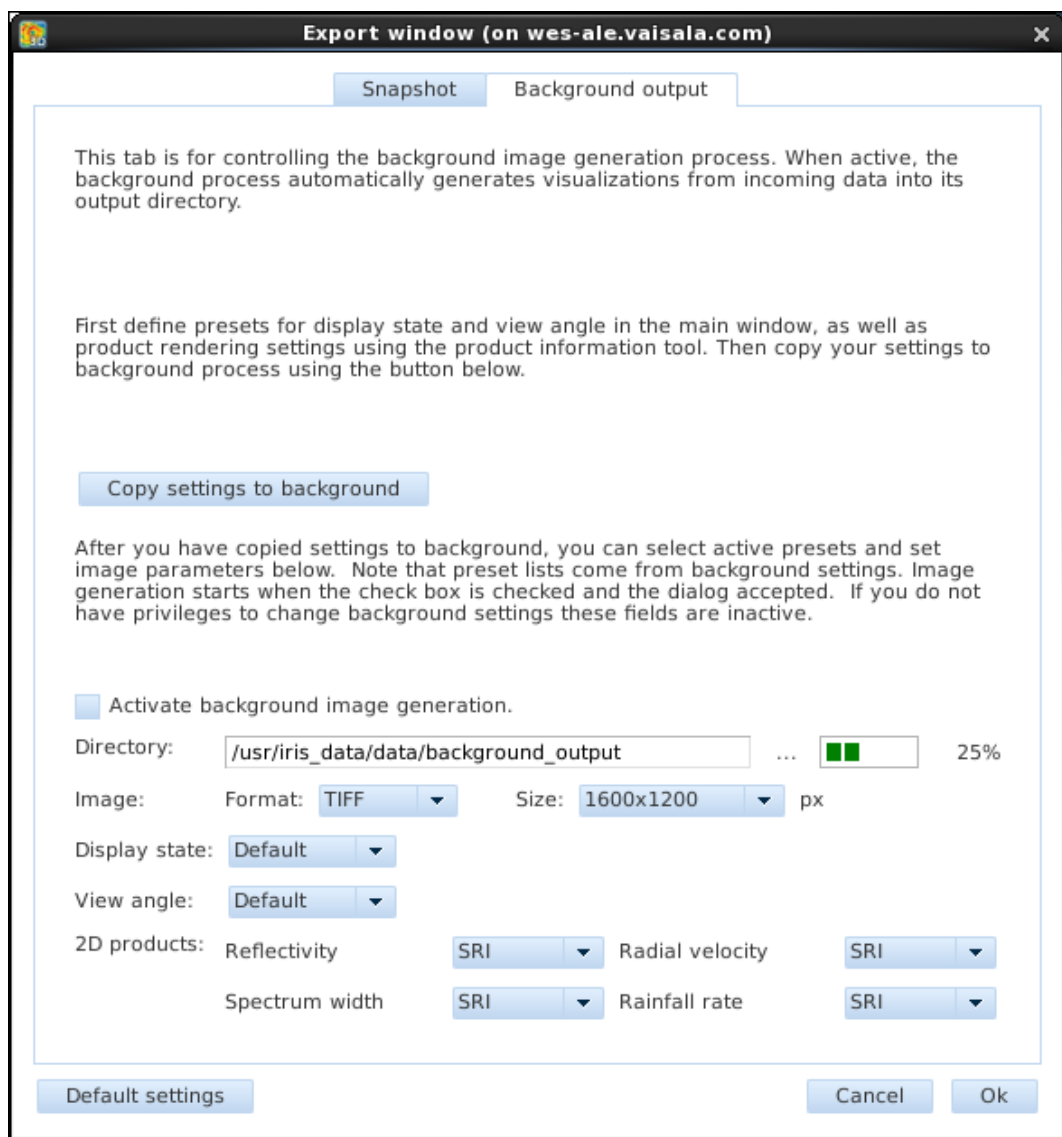 Export window (on wes-ale.vaisala.com)
Snapshot Background output
This tab is for controlling the background image generation process. When active, the
background process automatically generates visualizations from incoming data into its
output directory.
First define presets for display state and view angle in the main window, as well as
product rendering settings using the product information tool. Then copy your settings to
background process using the button below.
Copy settings to background
After you have copied settings to background, you can select active presets and set
image parameters below.  Note that preset lists come from background settings. Image
generation starts when the check box is checked and the dialog accepted.  If you do not
have privileges to change background settings these fields are inactive.
Activate background image generation.
Directory: /usr/iris_data/data/background_output ... 25%
Image: Format: TIFF Size: 1600x1200 px
Display state: Default
View angle: Default
2D products: Reflectivity SRI Radial velocity SRI
Spectrum width SRI Rainfall rate SRI
Default settings Cancel Ok